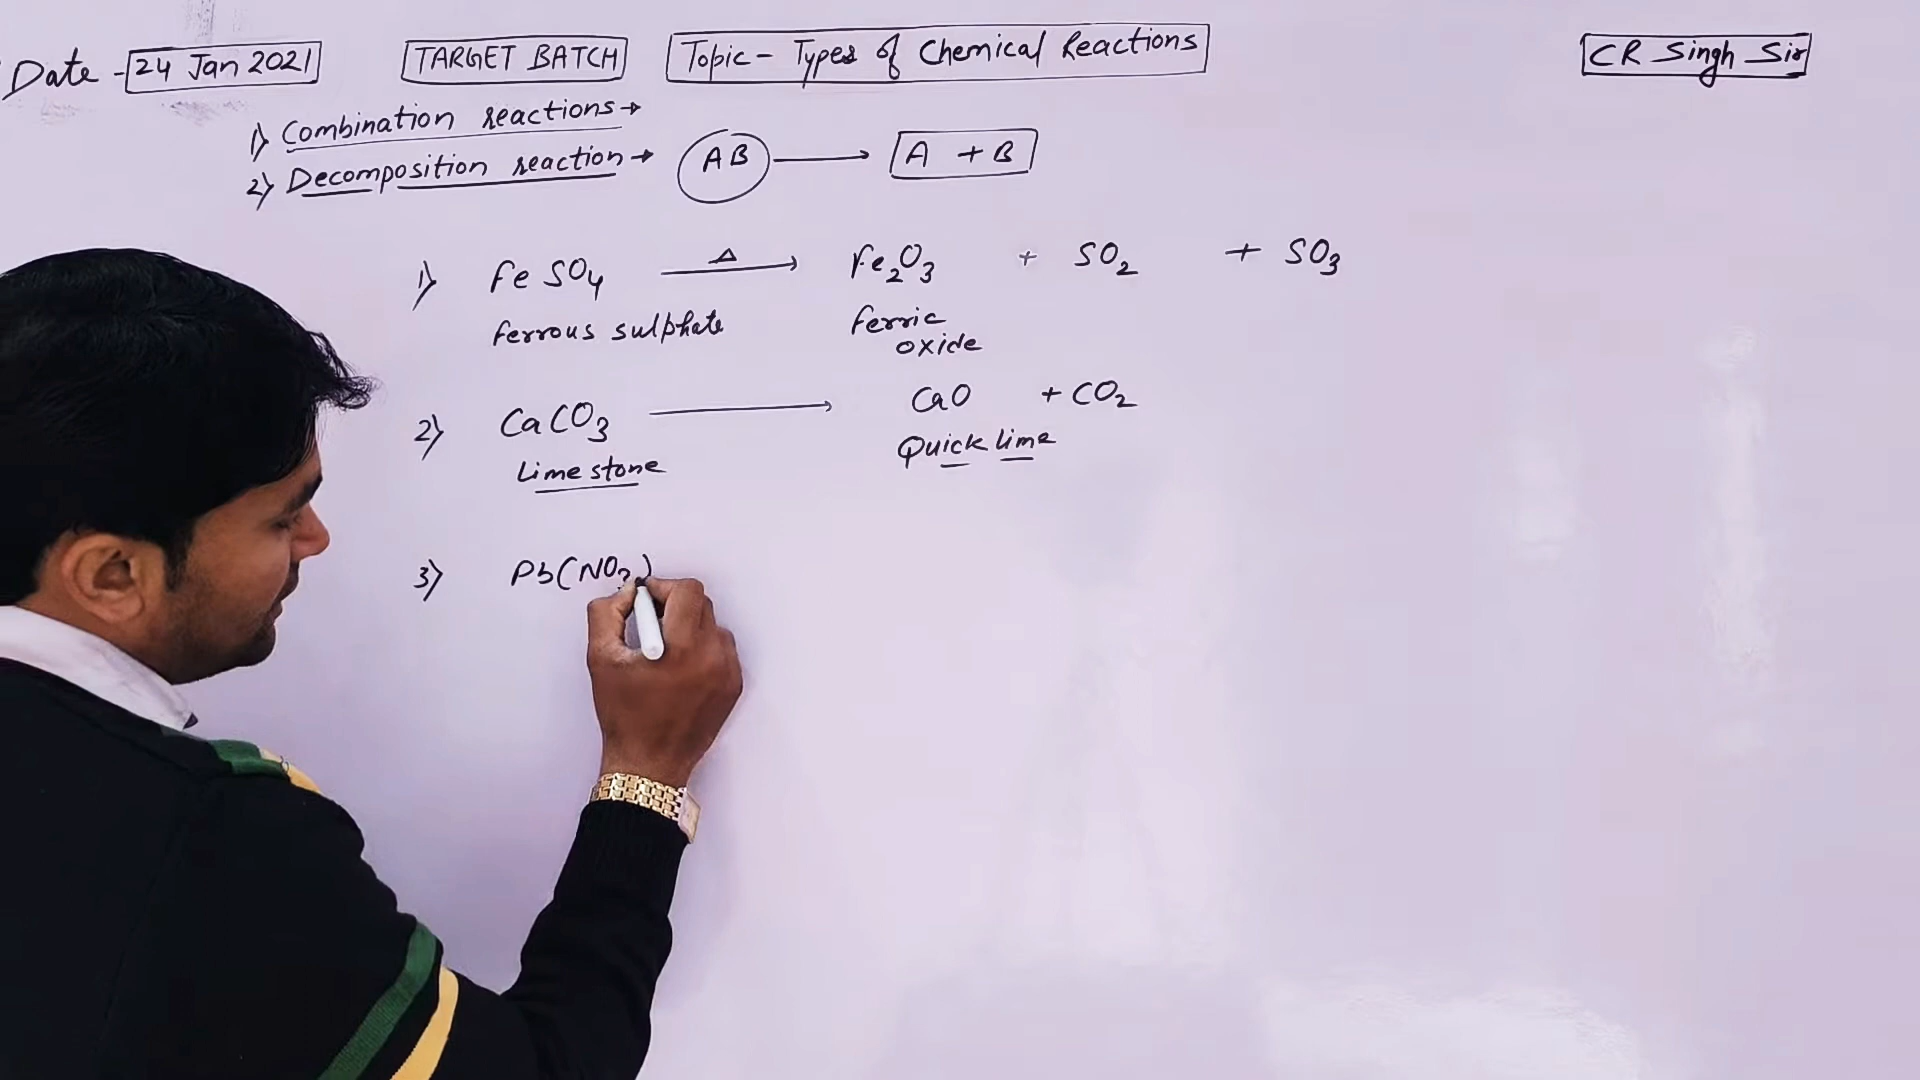 Date - 24 Jan 2021 TARGET BATCH Topic - Types of Chemical Reactions CR Singh Sir
1) Combination reactions →
2) Decomposition reaction → AB → A + B
1) FeSO4 Δ→ Fe2O3 + SO2 + SO3
Ferrous sulphate Ferric
oxide
2) CaCO3 → CaO + CO2
Lime stone Quick lime
3) Pb(NO3)